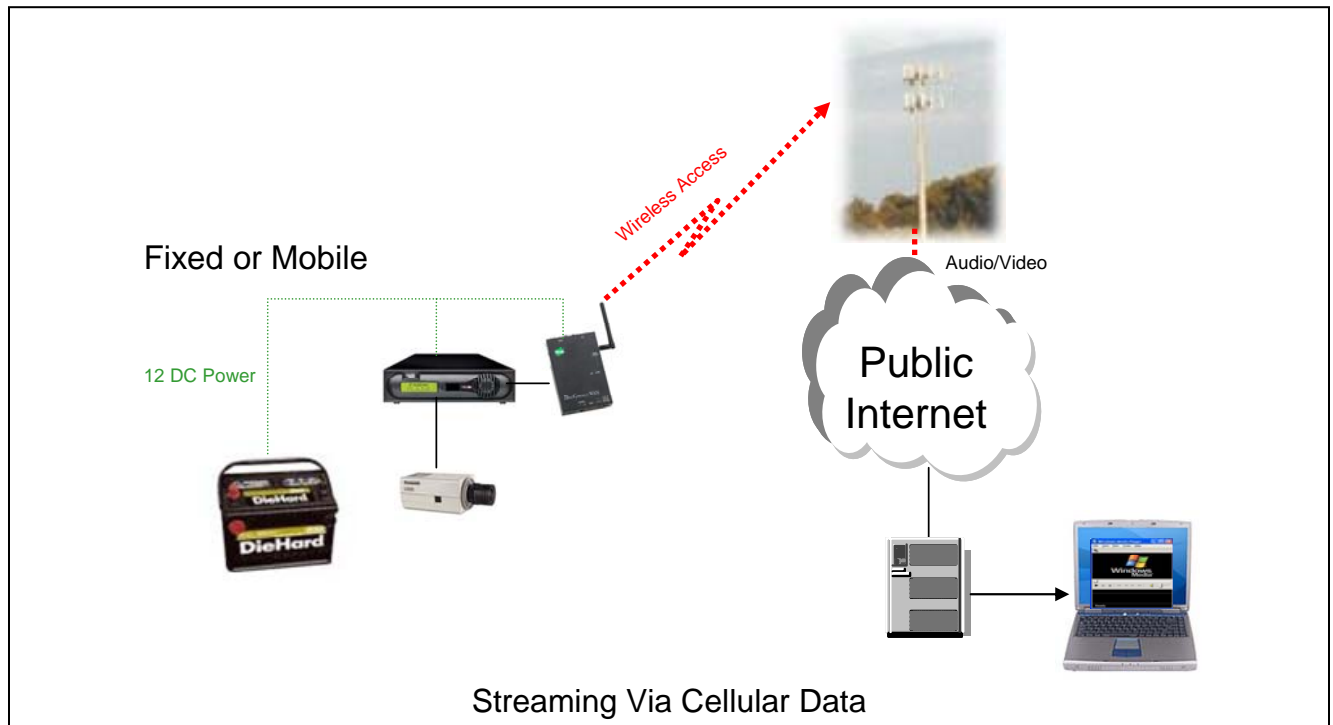 Wireless Access
Audio/Video
Fixed or Mobile
12 DC Power
Public
Internet
DieHard
DieHard
Windows
Media
Streaming Via Cellular Data